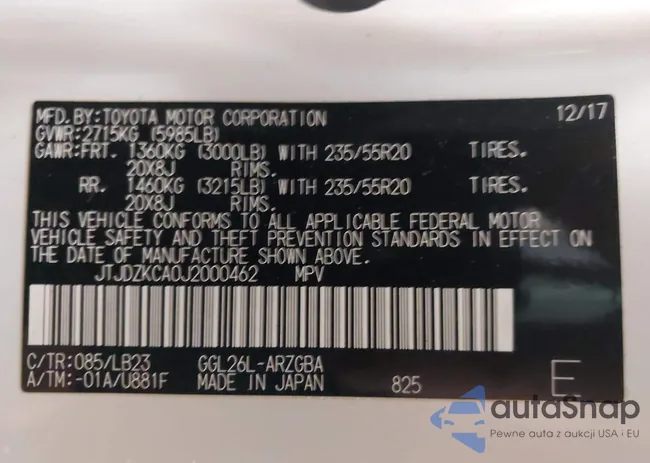 MFD.BY:TOYOTA MOTOR CORPORATION 12/17
GVWR:2715KG (5985LB)
GAWR:FRT. 1360KG (3000LB) WITH 235/55R20 TIRES.
20X8J RIMS.
RR. 1460KG (3215LB) WITH 235/55R20 TIRES.
20X8J RIMS.
THIS VEHICLE CONFORMS TO ALL APPLICABLE FEDERAL MOTOR
VEHICLE SAFETY AND THEFT PREVENTION STANDARDS IN EFFECT ON
THE DATE OF MANUFACTURE SHOWN ABOVE.
JTJDZKCA0J2000462 MPV
C/TR:085/LB23 GGL26L-ARZGBA
A/TM:-01A/U881F MADE IN JAPAN 825 E
autoSnap
Pewne auta z aukcji USA i EU